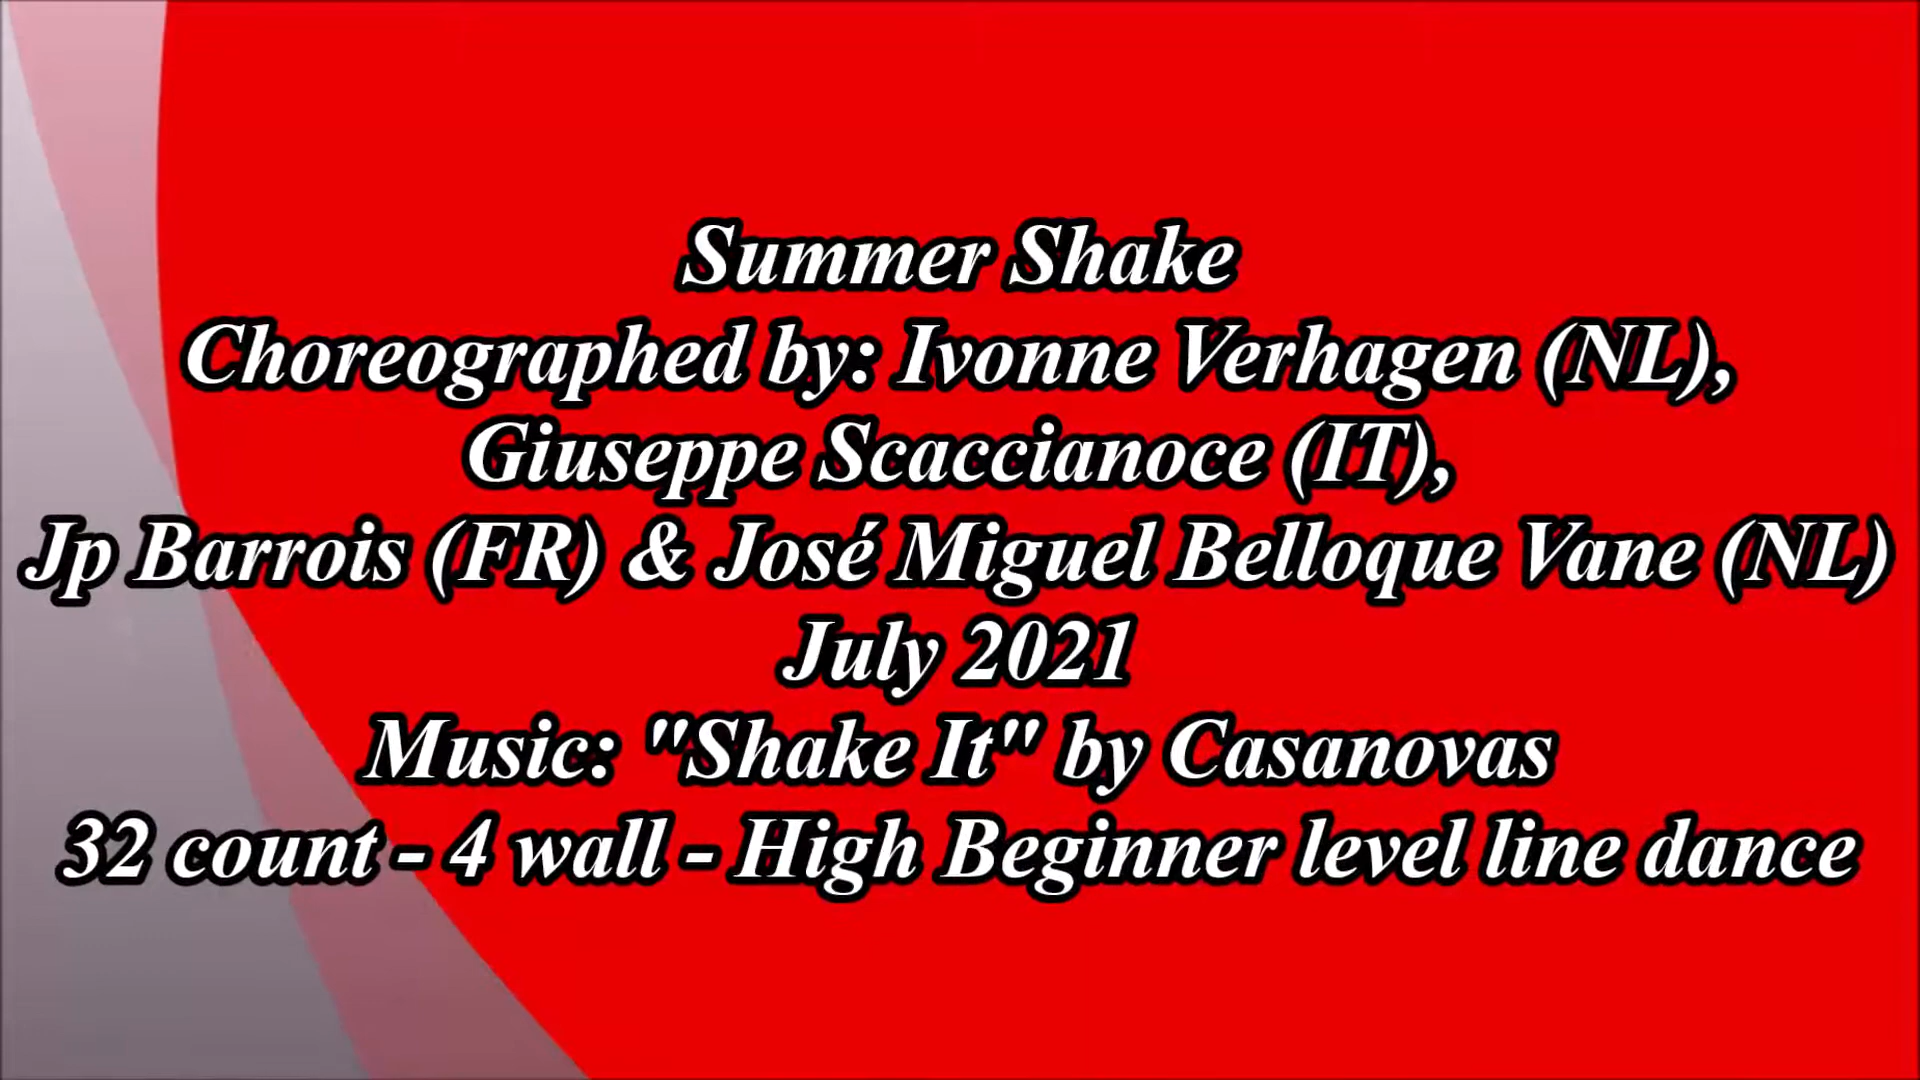 Summer Shake
Choreographed by: Ivonne Verhagen (NL),
Giuseppe Scaccianoce (IT),
Jp Barrois (FR) & José Miguel Belloque Vane (NL)
July 2021
Music: "Shake It" by Casanovas
32 count - 4 wall - High Beginner level line dance